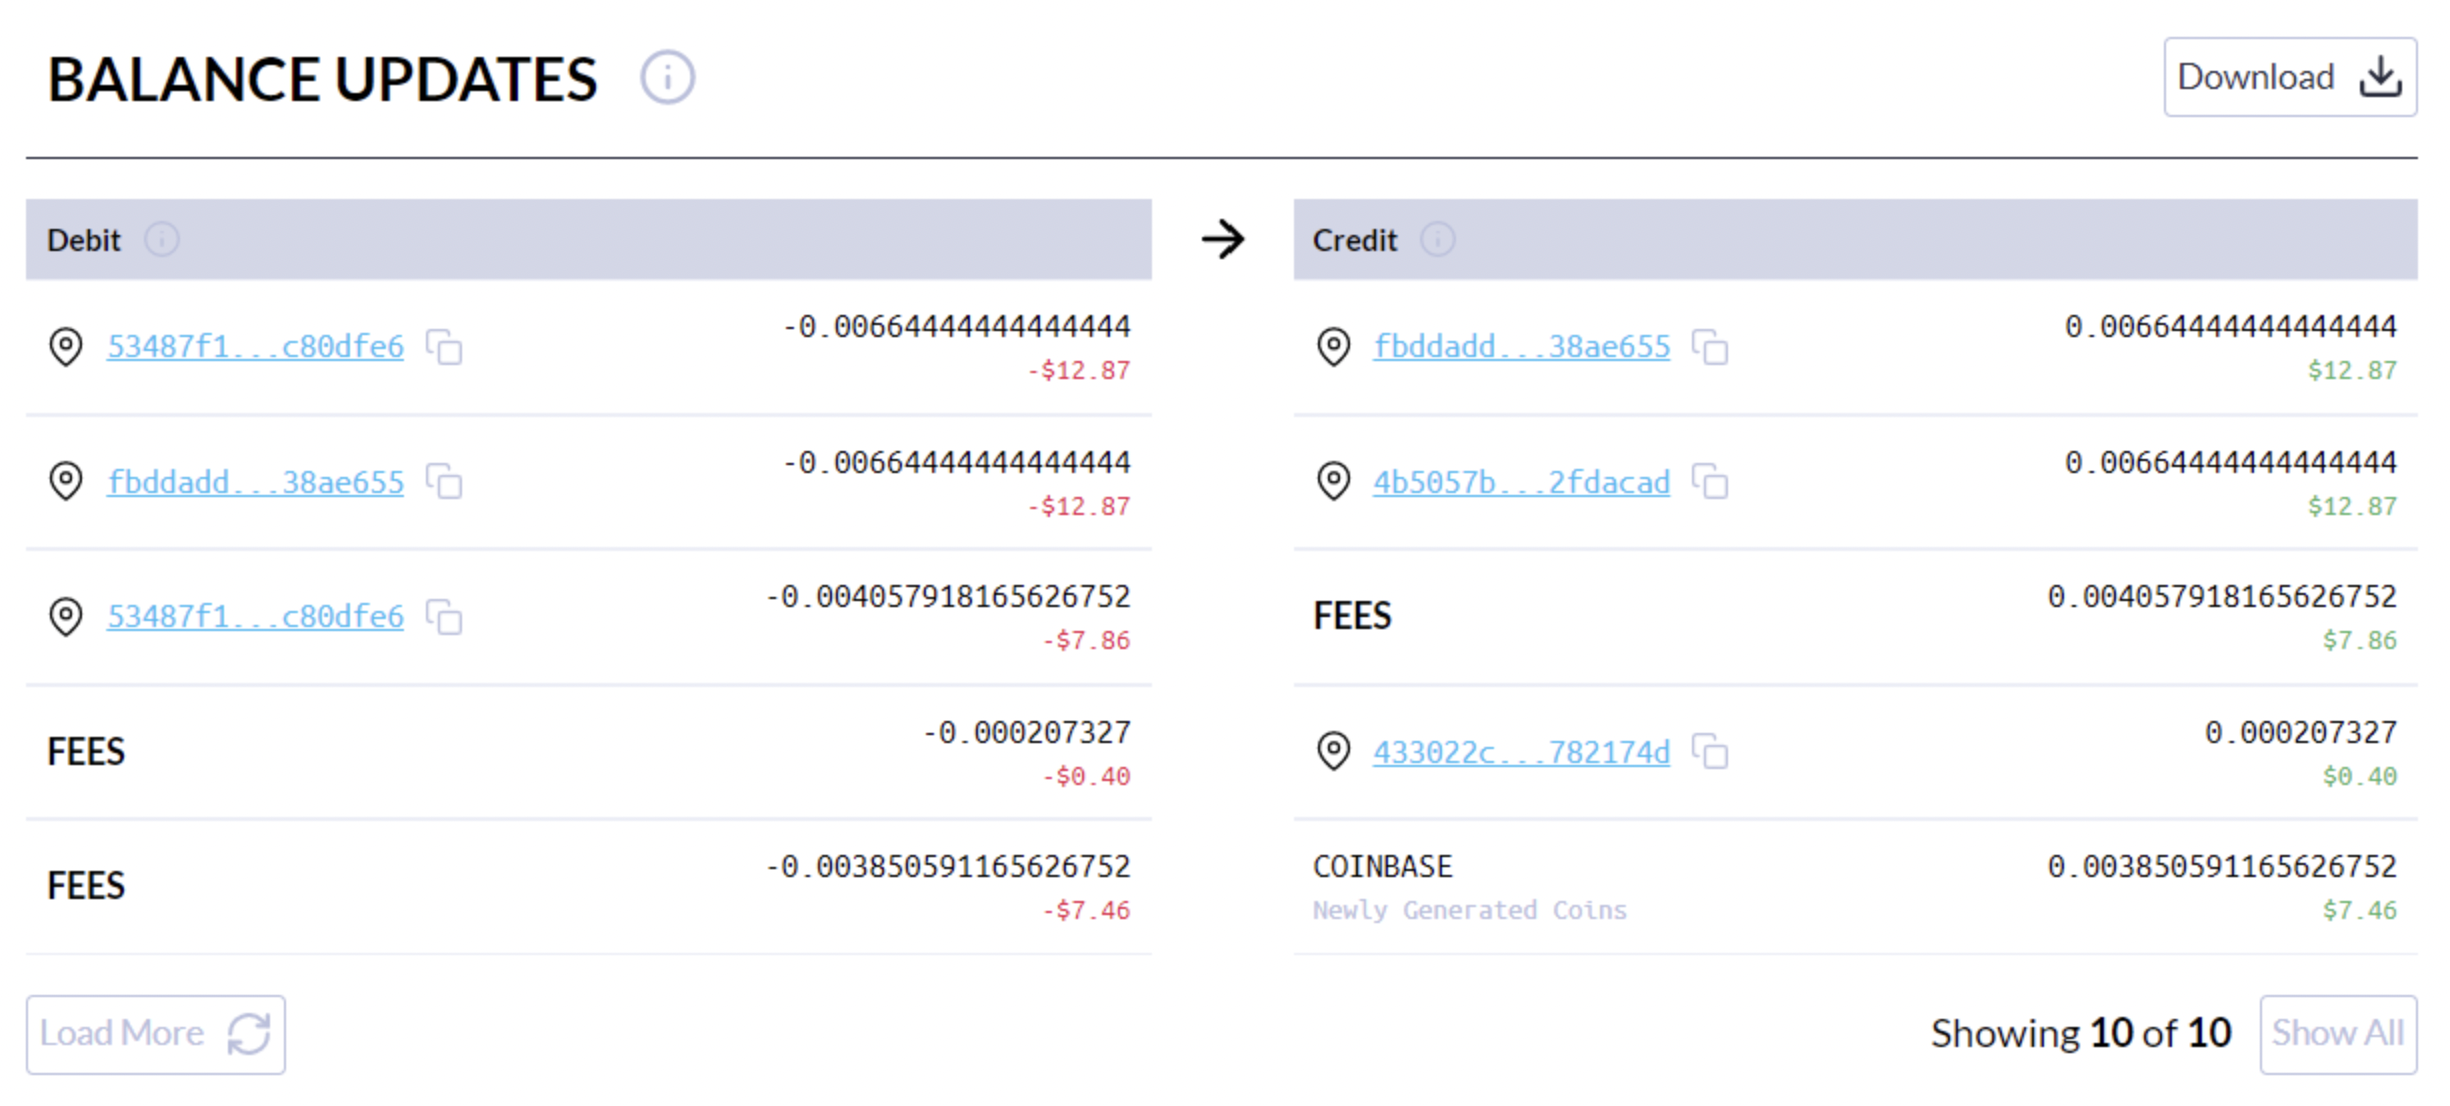 BALANCE UPDATES
Download
Debit
Credit
53487f1...c80dfe6
-0.00664444444444444
-$12.87
fbddadd...38ae655
0.00664444444444444
$12.87
fbddadd...38ae655
-0.00664444444444444
-$12.87
4b5057b...2fdacad
0.00664444444444444
$12.87
53487f1...c80dfe6
-0.004057918165626752
-$7.86
FEES
0.004057918165626752
$7.86
FEES
-0.000207327
-$0.40
433022c...782174d
0.000207327
$0.40
FEES
-0.003850591165626752
-$7.46
COINBASE
Newly Generated Coins
0.003850591165626752
$7.46
Load More
Showing 10 of 10
Show All